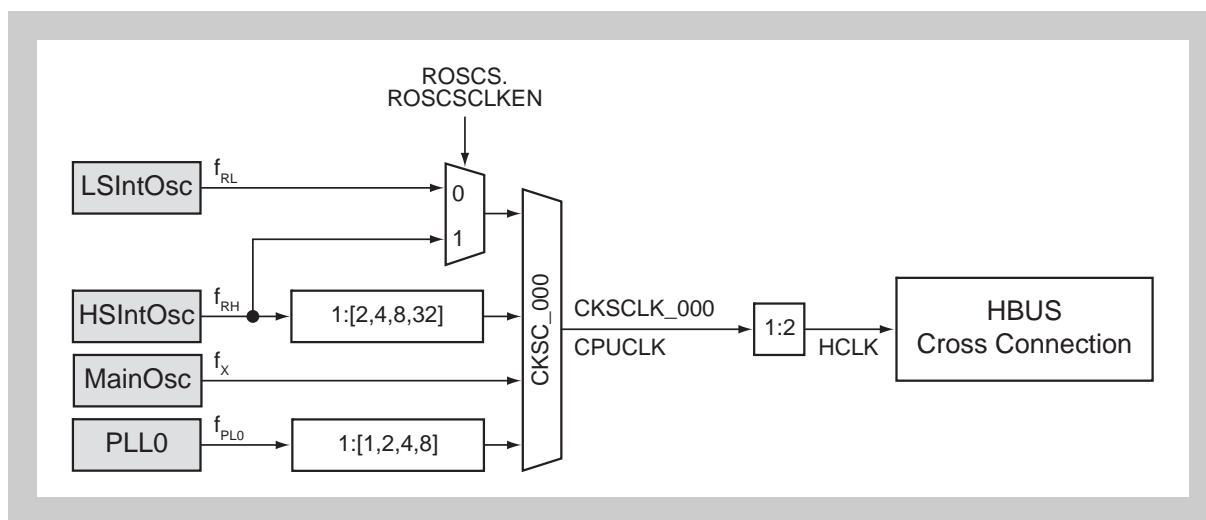 ROSCS.
ROSCSCLKEN
LSIntOsc
fRL
0
1
HSIntOsc
fRH
1:[2,4,8,32]
MainOsc
fX
PLL0
fPL0
1:[1,2,4,8]
CKSC_000
CKSCLK_000
CPUCLK
1:2
HCLK
HBUS
Cross Connection